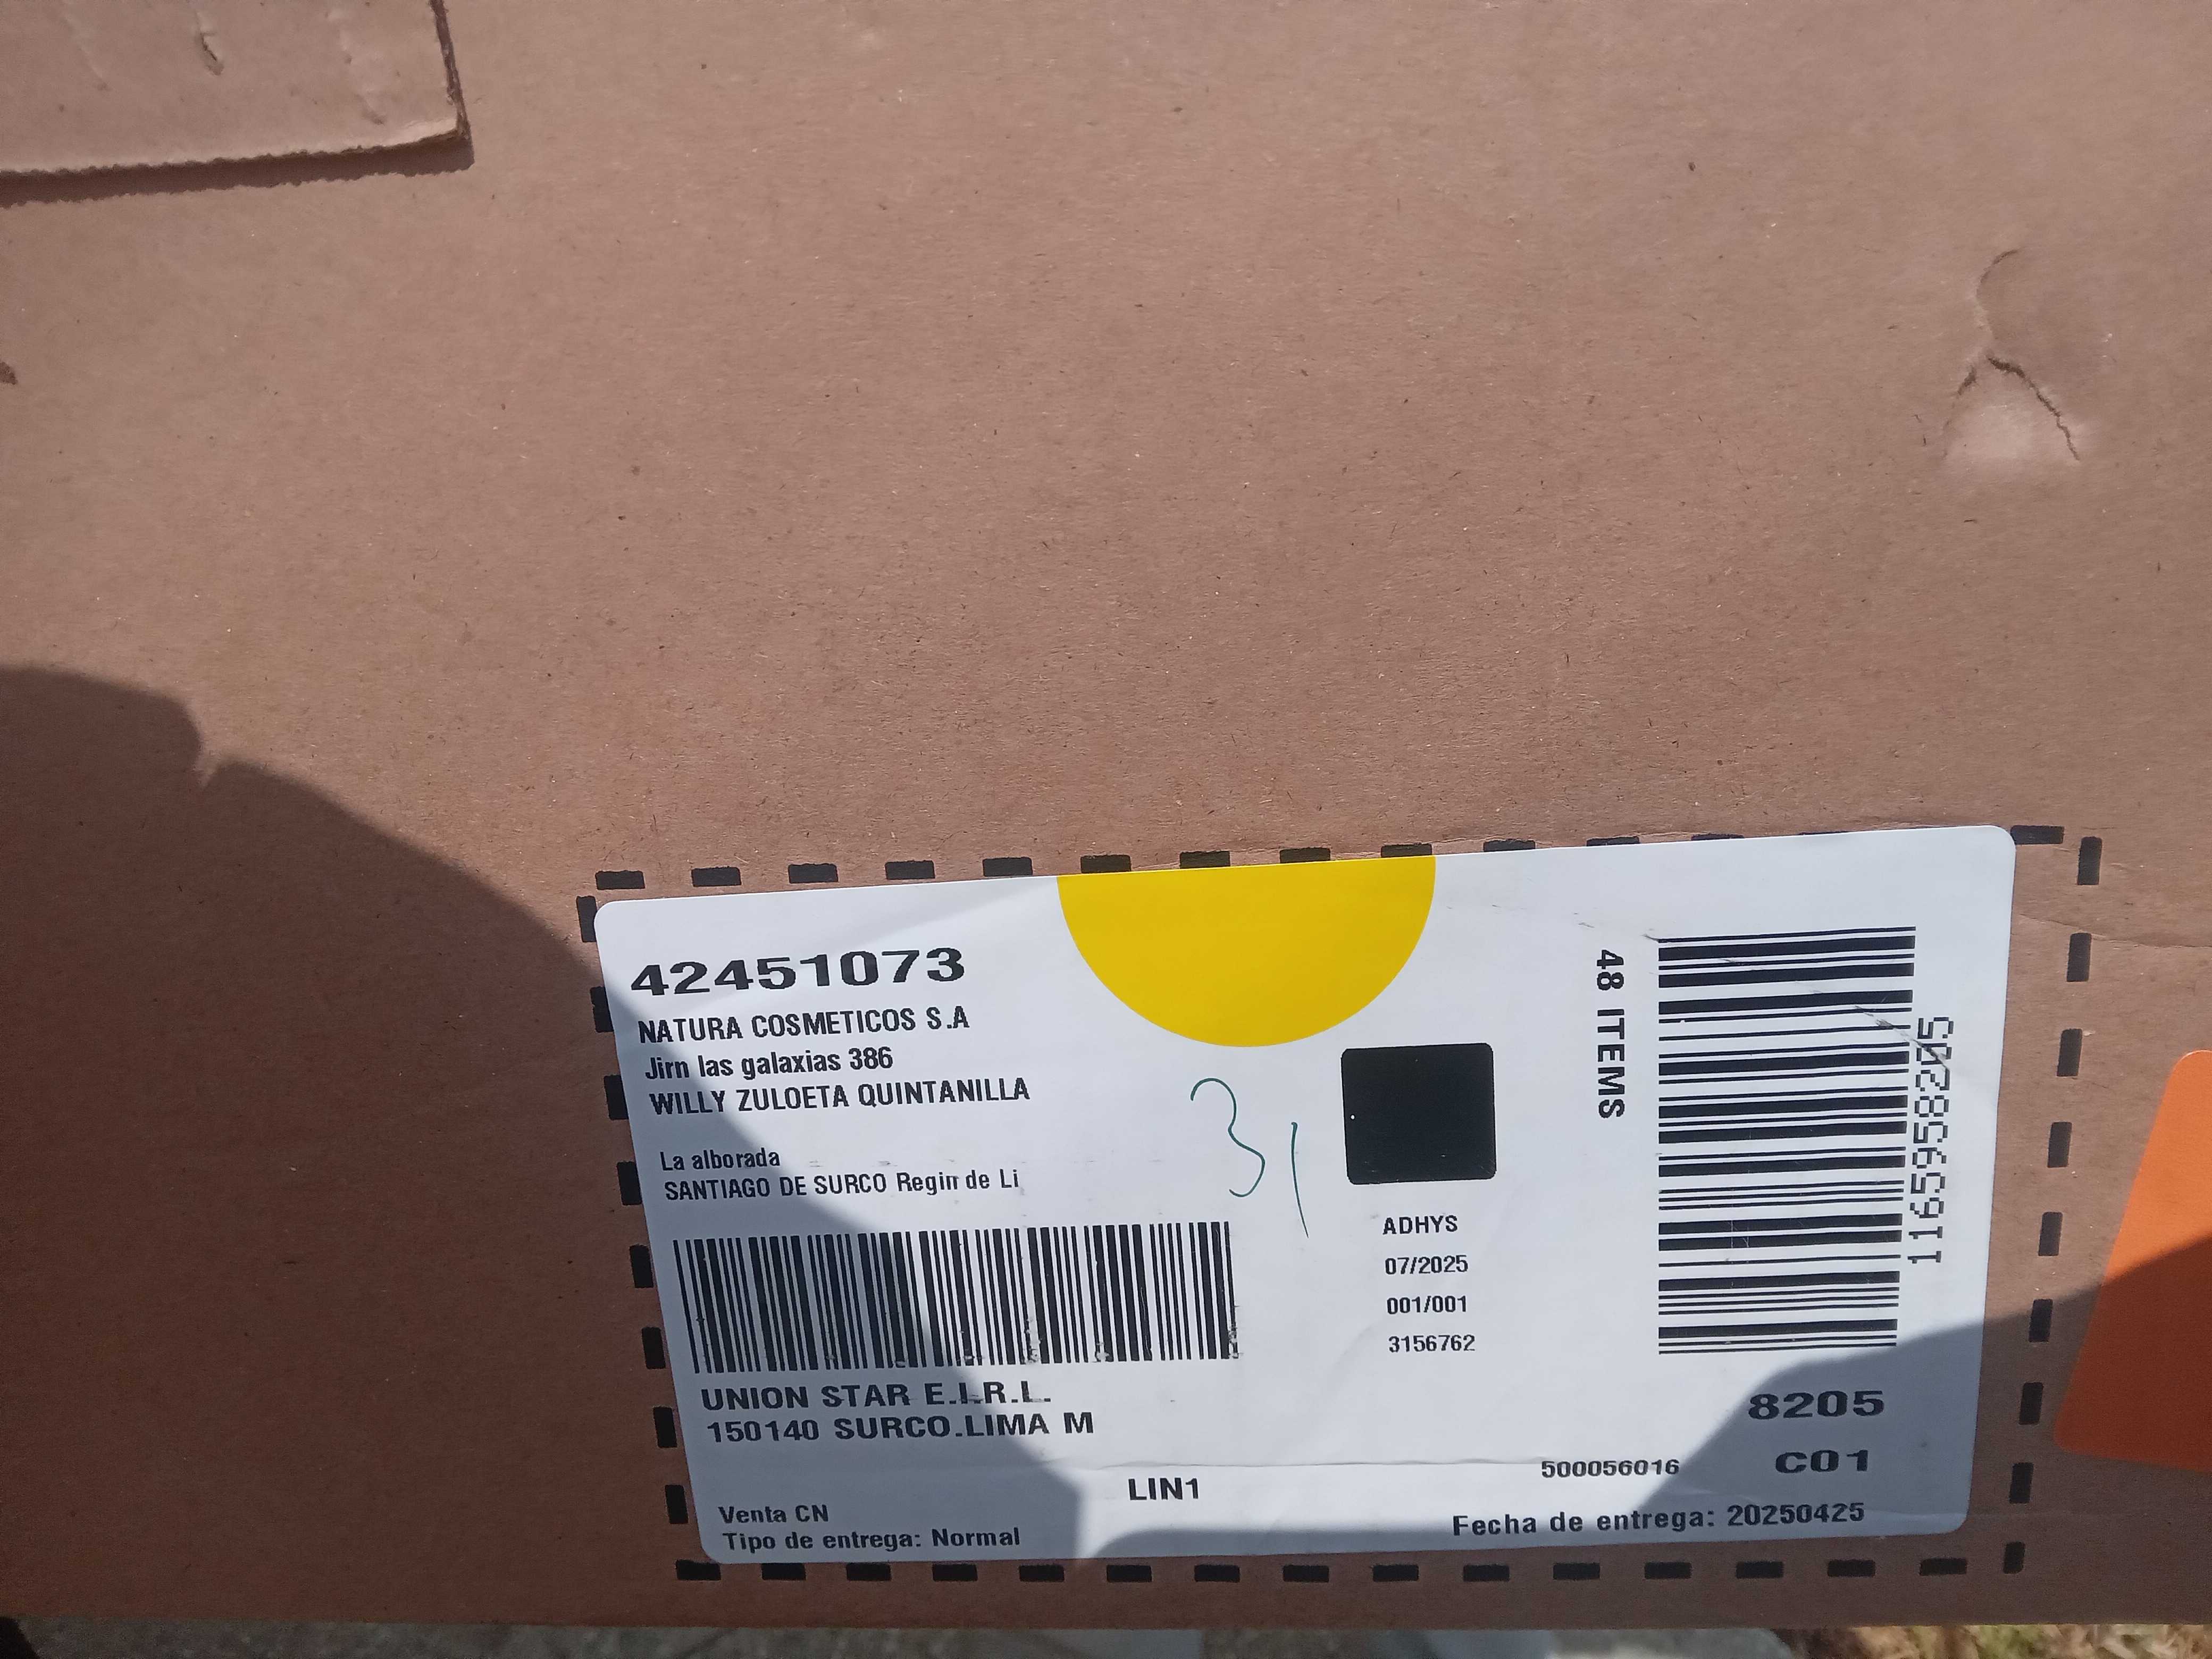 42451073
NATURA COSMETICOS S.A
Jirn las galaxias 386
WILLY ZULOETA QUINTANILLA
La alborada
SANTIAGO DE SURCO Regin de Li
31
48 ITEMS
1165958205
ADHYS
07/2025
001/001
3156762
UNION STAR E.I.R.L.
150140 SURCO.LIMA M
8205
500056016 C01
LIN1
Venta CN
Tipo de entrega: Normal
Fecha de entrega: 20250425